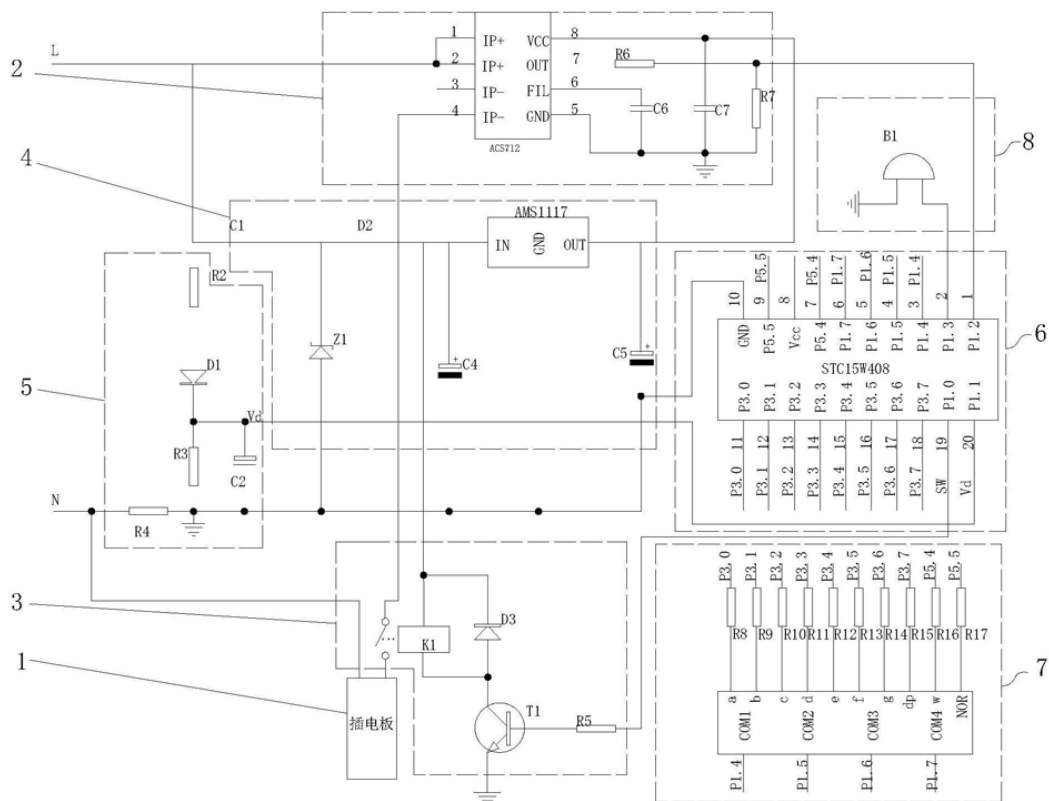 L
1
2
3
4
IP+
IP+
IP-
IP-
VCC
OUT
FIL
GND
8
7
6
5
ACS712
R6
C6
C7
R7
2
B1
8
4
C1
D2
AMS1117
IN
GND
OUT
Z1
C4
+
C5
+
R2
D1
Vd
R3
C2
5
N
R4
P5.5
P5.4
P1.7
P1.6
P1.5
P1.4
10
9
8
7
6
5
4
3
2
1
GND
P5.5
Vcc
P5.4
P1.7
P1.6
P1.5
P1.4
P1.3
P1.2
STC15W408
P3.0
P3.1
P3.2
P3.3
P3.4
P3.5
P3.6
P3.7
P1.0
P1.1
11
12
13
14
15
16
17
18
19
20
P3.0
P3.1
P3.2
P3.3
P3.4
P3.5
P3.6
P3.7
SW
Vd
6
3
K1
D3
T1
R5
1
插电板
P3.0
P3.1
P3.2
P3.3
P3.4
P3.5
P3.6
P3.7
P5.4
P5.5
R8
R9
R10
R11
R12
R13
R14
R15
R16
R17
a
b
c
d
e
f
g
dp
w
NOR
COM1
COM2
COM3
COM4
P1.4
P1.5
P1.6
P1.7
7